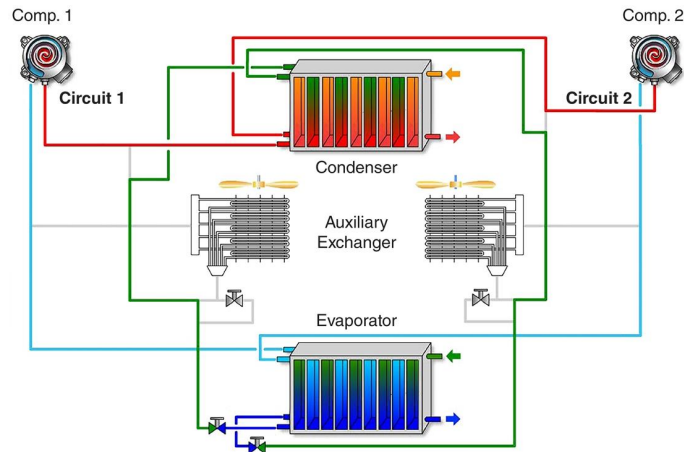 Comp. 1
Comp. 2
Circuit 1
Circuit 2
Condenser
Auxiliary
Exchanger
Evaporator